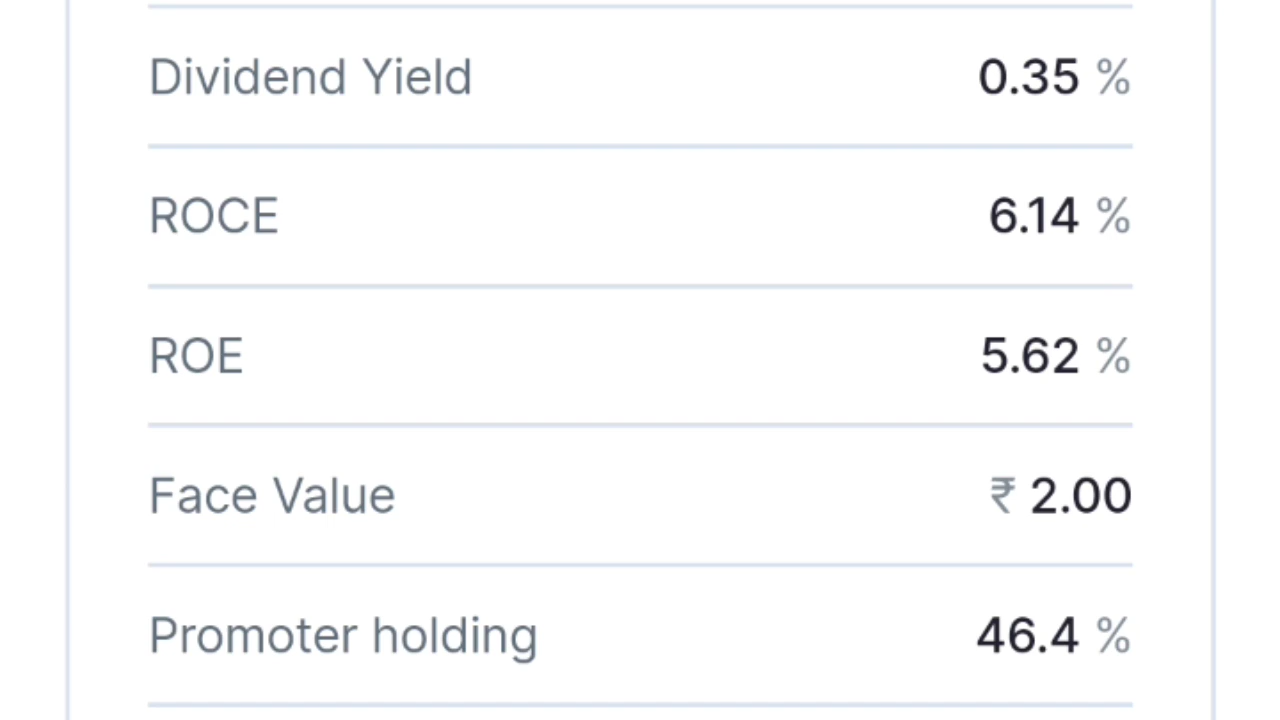 Dividend Yield 0.35 %
ROCE 6.14 %
ROE 5.62 %
Face Value ₹ 2.00
Promoter holding 46.4 %